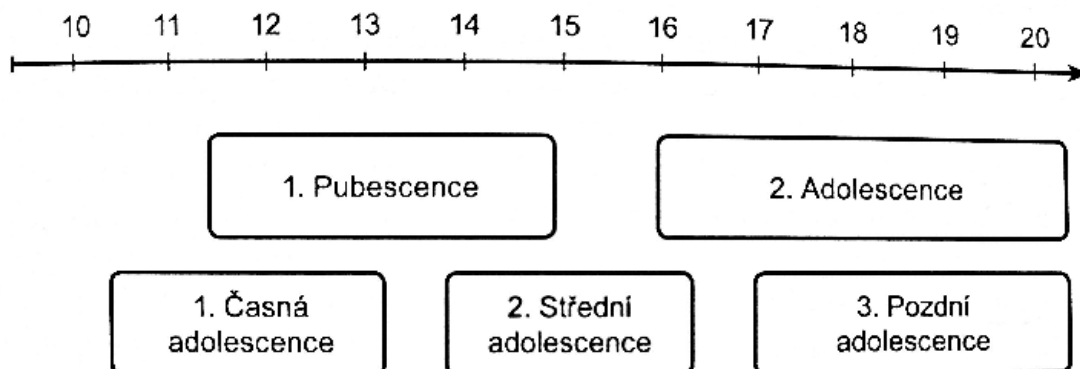 10 11 12 13 14 15 16 17 18 19 20
1. Pubescence
2. Adolescence
1. Časná
adolescence
2. Střední
adolescence
3. Pozdní
adolescence